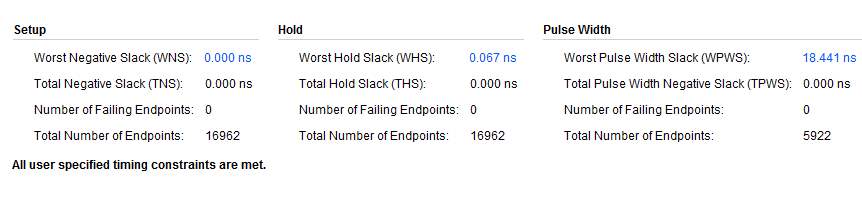 Setup Hold Pulse Width
Worst Negative Slack (WNS): 0.000 ns Worst Hold Slack (WHS): 0.067 ns Worst Pulse Width Slack (WPWS): 18.441 ns
Total Negative Slack (TNS): 0.000 ns Total Hold Slack (THS): 0.000 ns Total Pulse Width Negative Slack (TPWS): 0.000 ns
Number of Failing Endpoints: 0 Number of Failing Endpoints: 0 Number of Failing Endpoints: 0
Total Number of Endpoints: 16962 Total Number of Endpoints: 16962 Total Number of Endpoints: 5922
All user specified timing constraints are met.